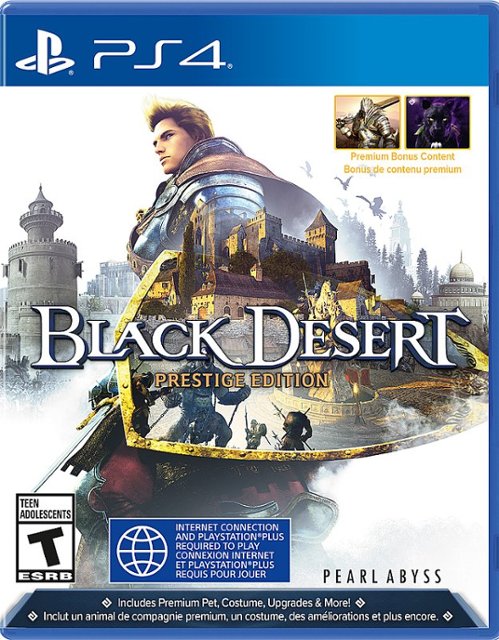 PS4
Premium Bonus Content
Bonus de contenu premium
BLACK DESERT
PRESTIGE EDITION
TEEN
ADOLESCENTS
T
ESRB
INTERNET CONNECTION
AND PLAYSTATION®PLUS
REQUIRED TO PLAY
CONNEXION INTERNET
ET PLAYSTATION®PLUS
REQUIS POUR JOUER
PEARL ABYSS
Includes Premium Pet, Costume, Upgrades & More!
Inclut un animal de compagnie premium, un costume, des améliorations et plus encore.